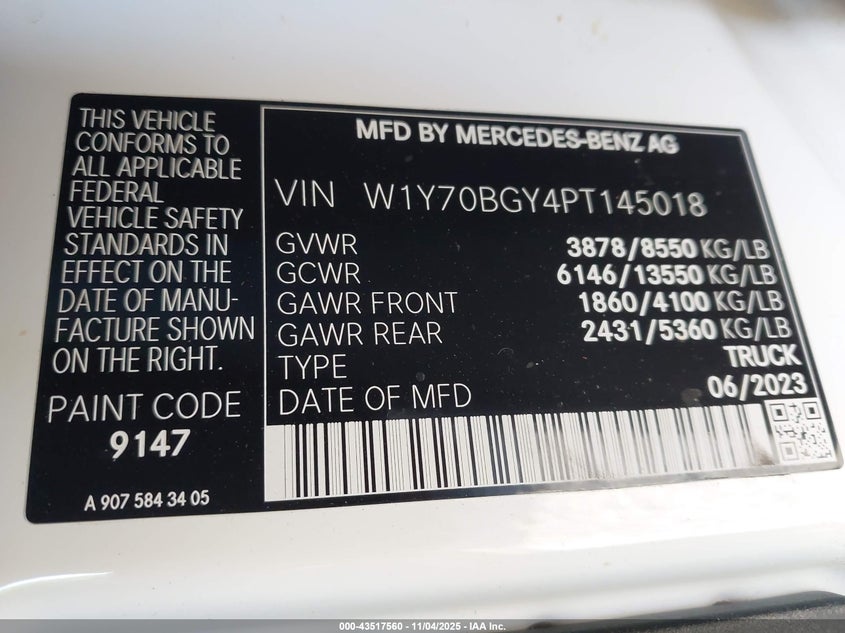 THIS VEHICLE
CONFORMS TO
ALL APPLICABLE
FEDERAL
VEHICLE SAFETY
STANDARDS IN
EFFECT ON THE
DATE OF MANU-
FACTURE SHOWN
ON THE RIGHT.
PAINT CODE
9147
A 907 584 34 05
MFD BY MERCEDES-BENZ AG
VIN W1Y70BGY4PT145018
GVWR 3878/8550 KG/LB
GCWR 6146/13550 KG/LB
GAWR FRONT 1860/4100 KG/LB
GAWR REAR 2431/5360 KG/LB
TYPE TRUCK
DATE OF MFD 06/2023
000-43517560 - 11/04/2025 - IAA Inc.